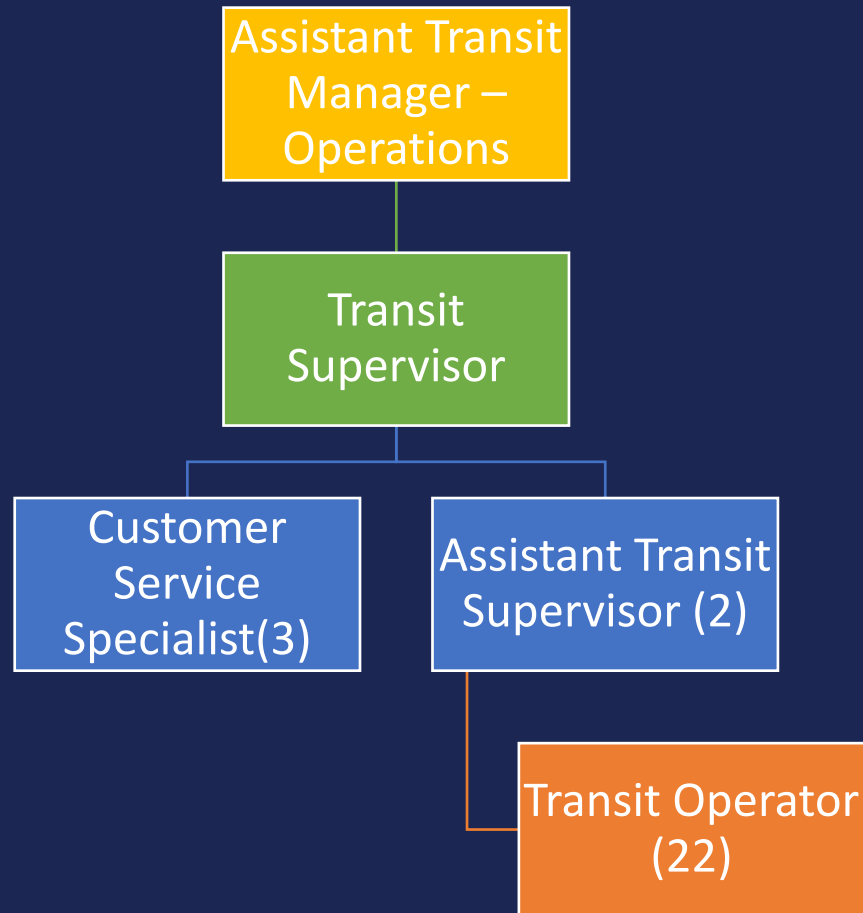 Assistant Transit
Manager –
Operations
Transit
Supervisor
Customer
Service
Specialist(3)
Assistant Transit
Supervisor (2)
Transit Operator
(22)